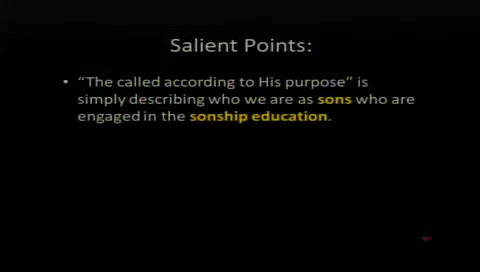 Salient Points:
• “The called according to His purpose” is
simply describing who we are as sons who are
engaged in the sonship education.